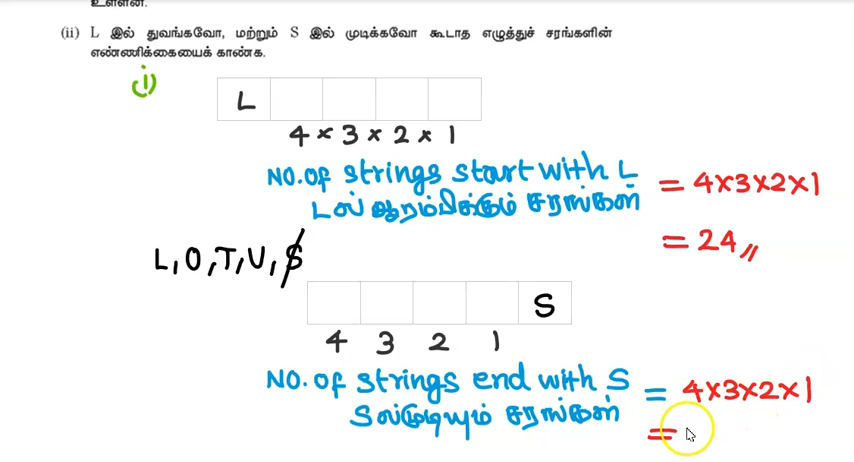 உள்ளன.
(ii) L இல் துவங்கவோ, மற்றும் S இல் முடிக்கவோ கூடாத எழுத்துச் சரங்களின்
எண்ணிக்கையைக் காண்க.
i)
L
4 × 3 × 2 × 1
NO. OF strings start with L = 4×3×2×1
Lல் ஆரம்பிக்கும் சரங்கள்
= 24 //
L, O, T, U, S
S
4 3 2 1
NO. of strings end with S = 4×3×2×1
Sல் முடியும் சரங்கள்
=